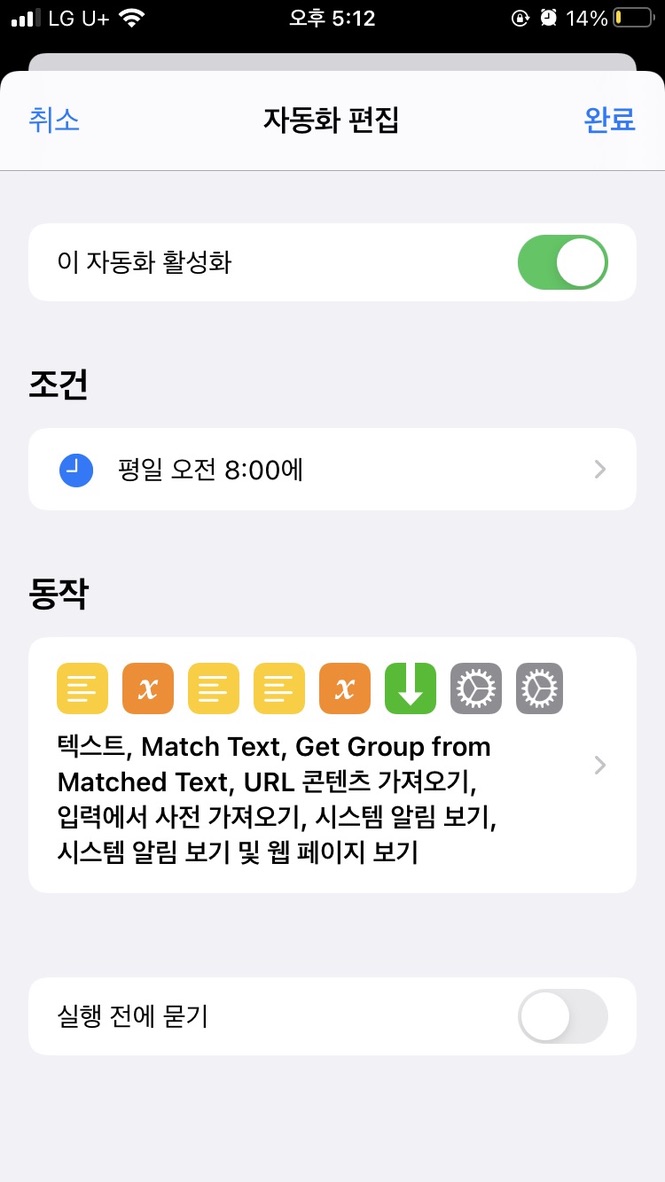 LG U+ 오후 5:12 14%
취소 자동화 편집 완료
이 자동화 활성화
조건
평일 오전 8:00에
동작
x x
텍스트, Match Text, Get Group from
Matched Text, URL 콘텐츠 가져오기,
입력에서 사전 가져오기, 시스템 알림 보기,
시스템 알림 보기 및 웹 페이지 보기
실행 전에 묻기